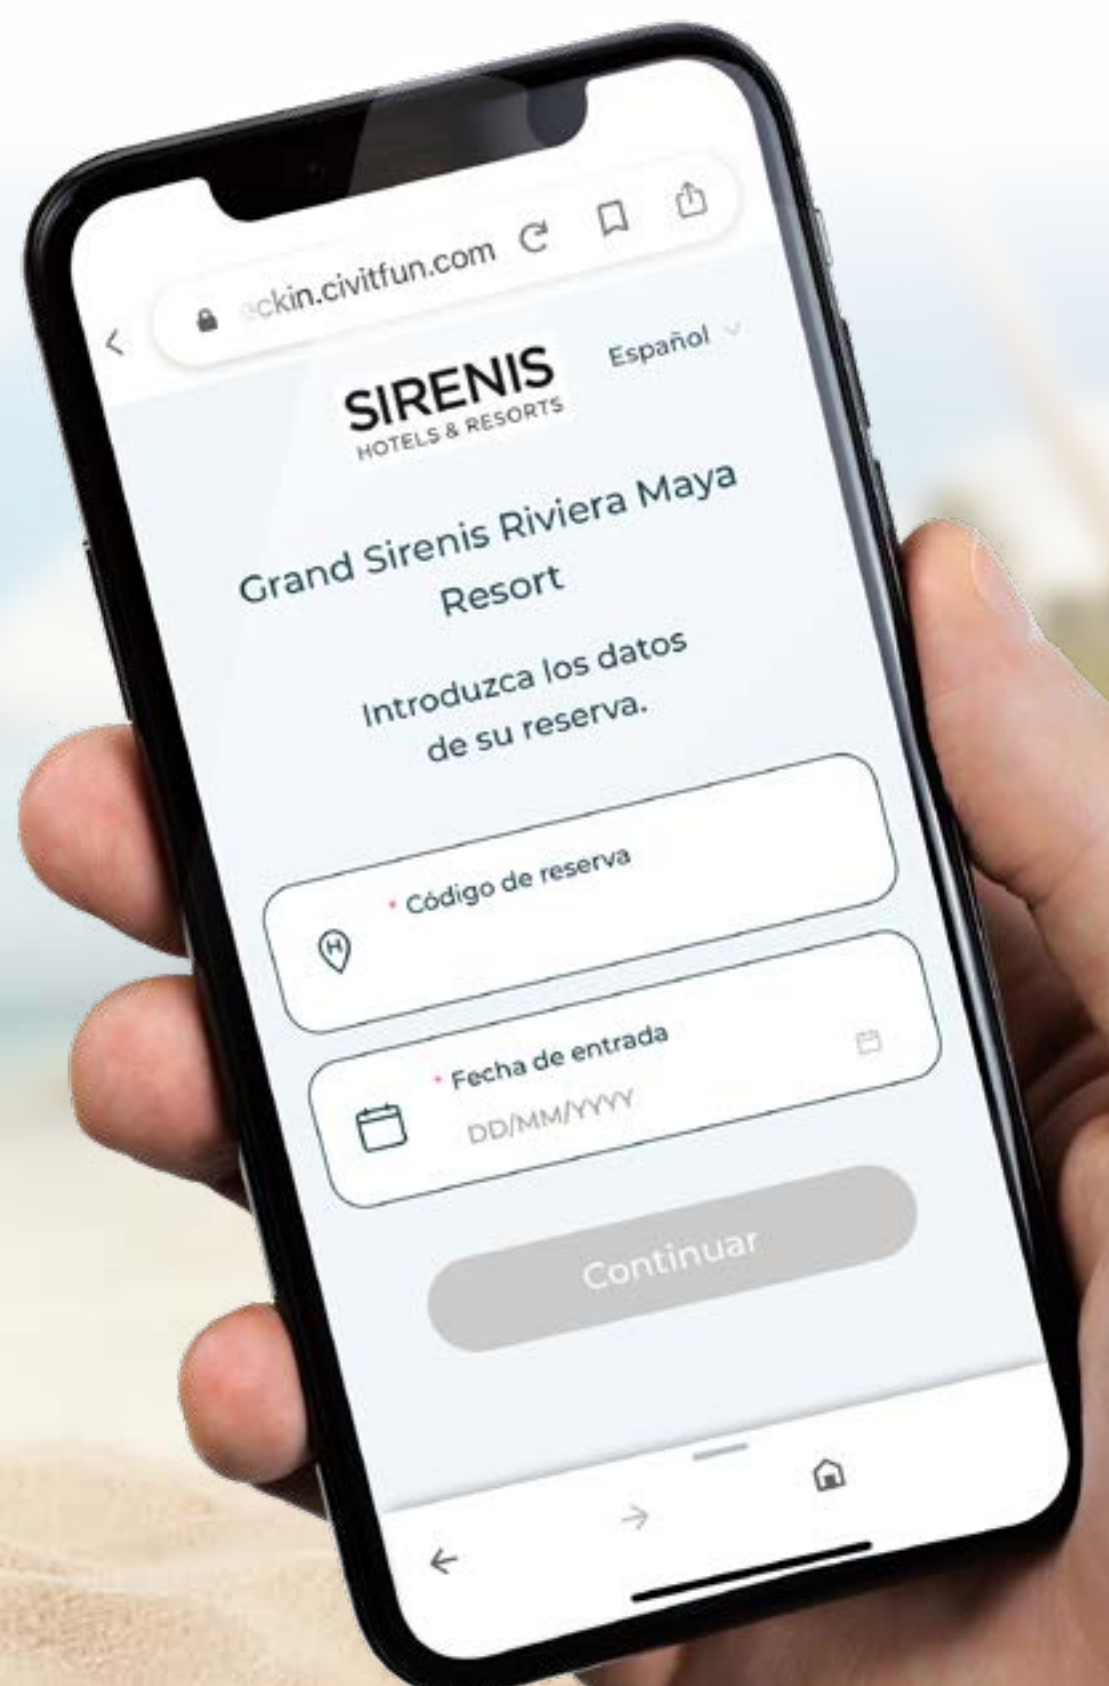 ckin.civitfun.com
Español
SIRENIS
HOTELS & RESORTS
Grand Sirenis Riviera Maya
Resort
Introduzca los datos
de su reserva.
* Código de reserva
H
* Fecha de entrada
DD/MM/YYYY
Continuar